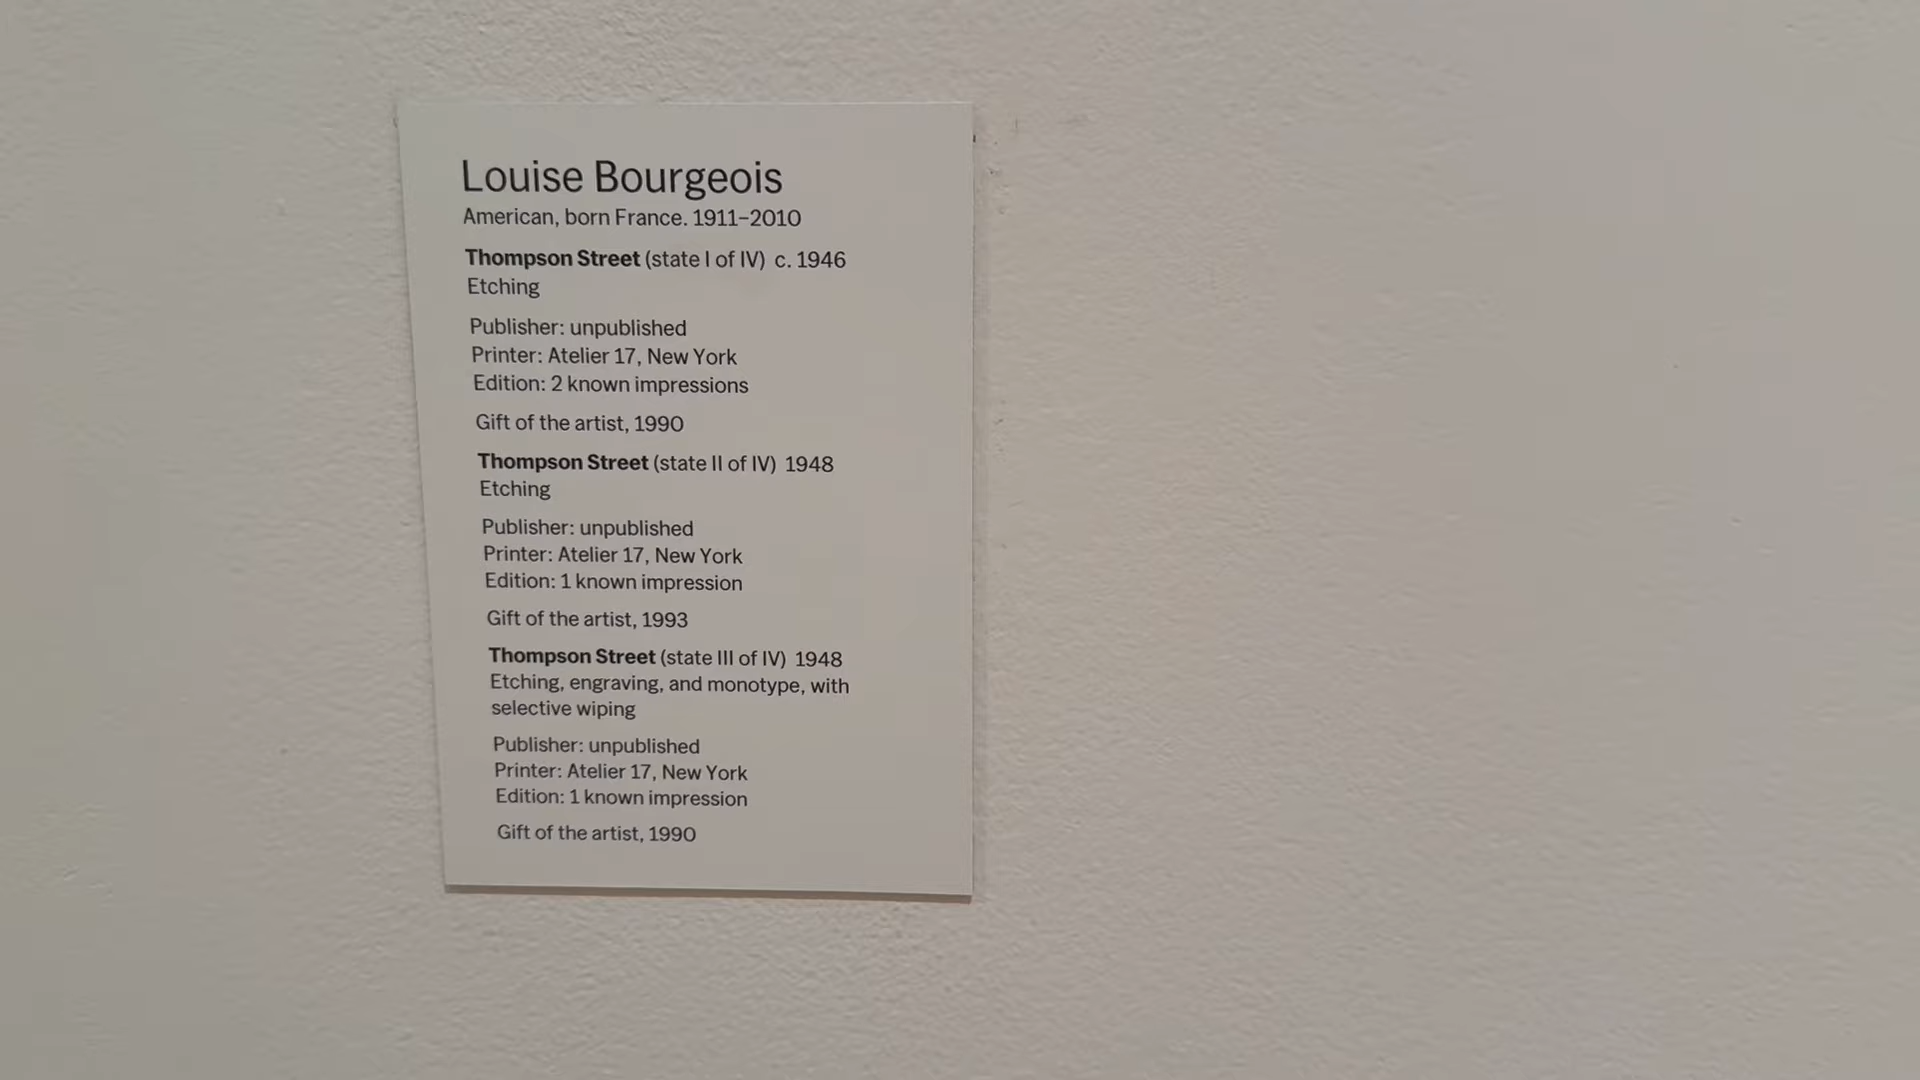 Louise Bourgeois
American, born France. 1911–2010
Thompson Street (state I of IV) c. 1946
Etching
Publisher: unpublished
Printer: Atelier 17, New York
Edition: 2 known impressions
Gift of the artist, 1990
Thompson Street (state II of IV) 1948
Etching
Publisher: unpublished
Printer: Atelier 17, New York
Edition: 1 known impression
Gift of the artist, 1993
Thompson Street (state III of IV) 1948
Etching, engraving, and monotype, with
selective wiping
Publisher: unpublished
Printer: Atelier 17, New York
Edition: 1 known impression
Gift of the artist, 1990